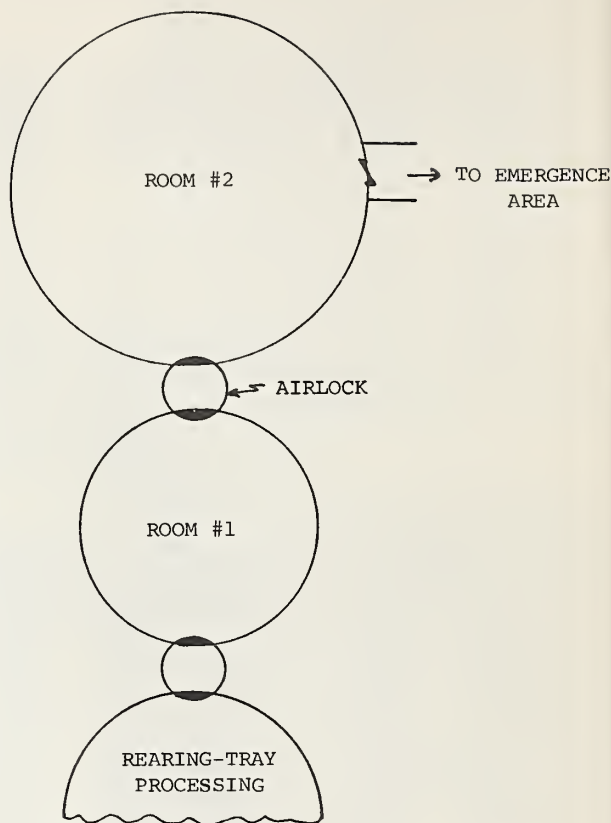 ROOM #2
TO EMERGENCE
AREA
AIRLOCK
ROOM #1
REARING-TRAY
PROCESSING